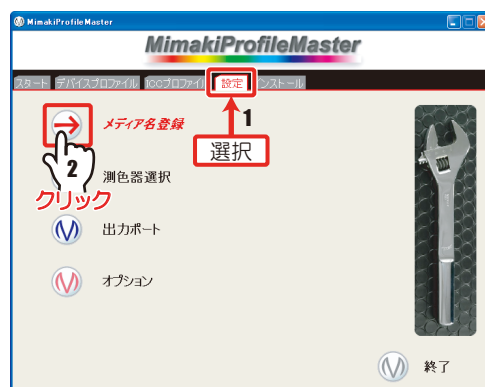 MimakiProfileMaster
MimakiProfileMaster
スタート デバイスプロファイル ICCプロファイル 設定 インストール
1
選択
メディア名登録
2
クリック
測色器選択
出力ポート
オプション
終了